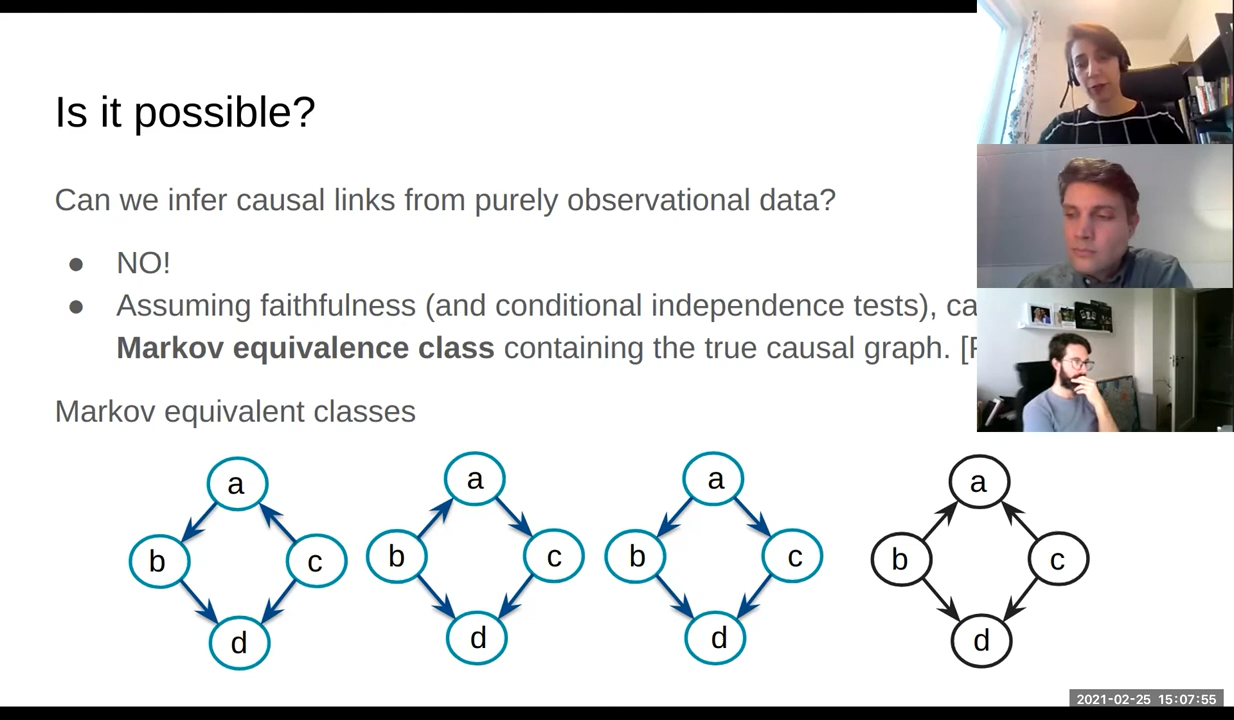 Is it possible?
Can we infer causal links from purely observational data?
● NO!
● Assuming faithfulness (and conditional independence tests), ca
Markov equivalence class containing the true causal graph. [
Markov equivalent classes
a a a a
b c b c b c b c
d d d d
2021-02-25 15:07:55